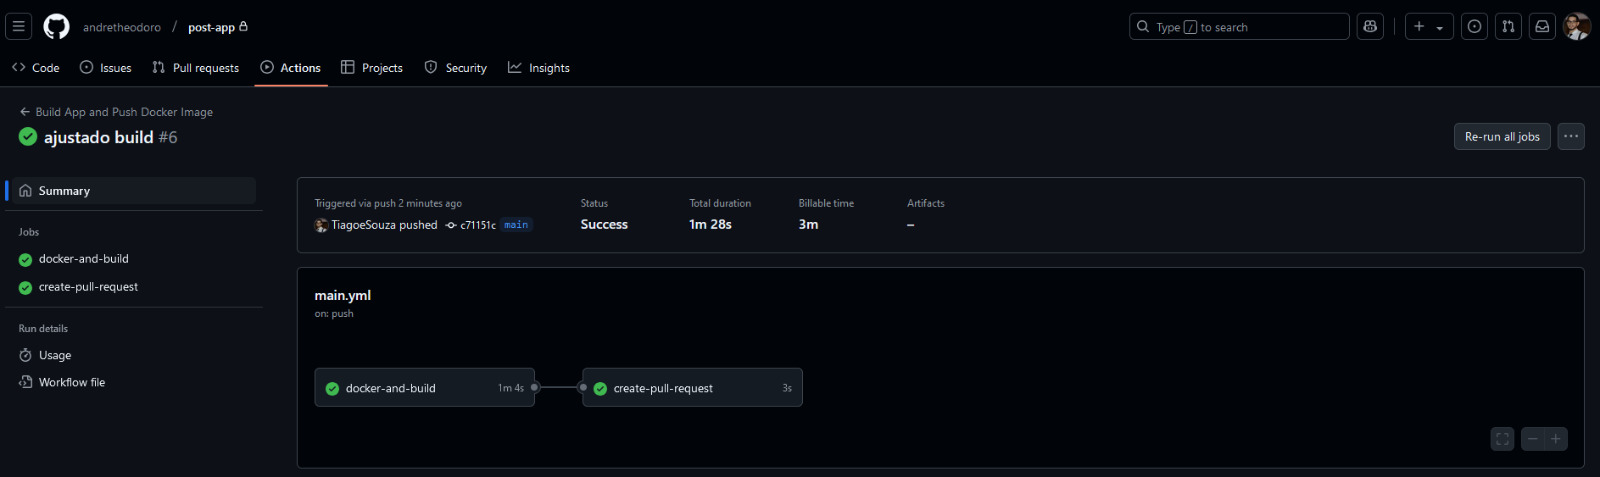 andretheodoro / post-app
Type / to search
Code Issues Pull requests Actions Projects Security Insights
← Build App and Push Docker Image
ajustado build #6
Re-run all jobs
Summary
Jobs
docker-and-build
create-pull-request
Run details
Usage
Workflow file
Triggered via push 2 minutes ago
TiagoeSouza pushed c71151c main
Status
Success
Total duration
1m 28s
Billable time
3m
Artifacts
–
main.yml
on: push
docker-and-build 1m 4s
create-pull-request 3s